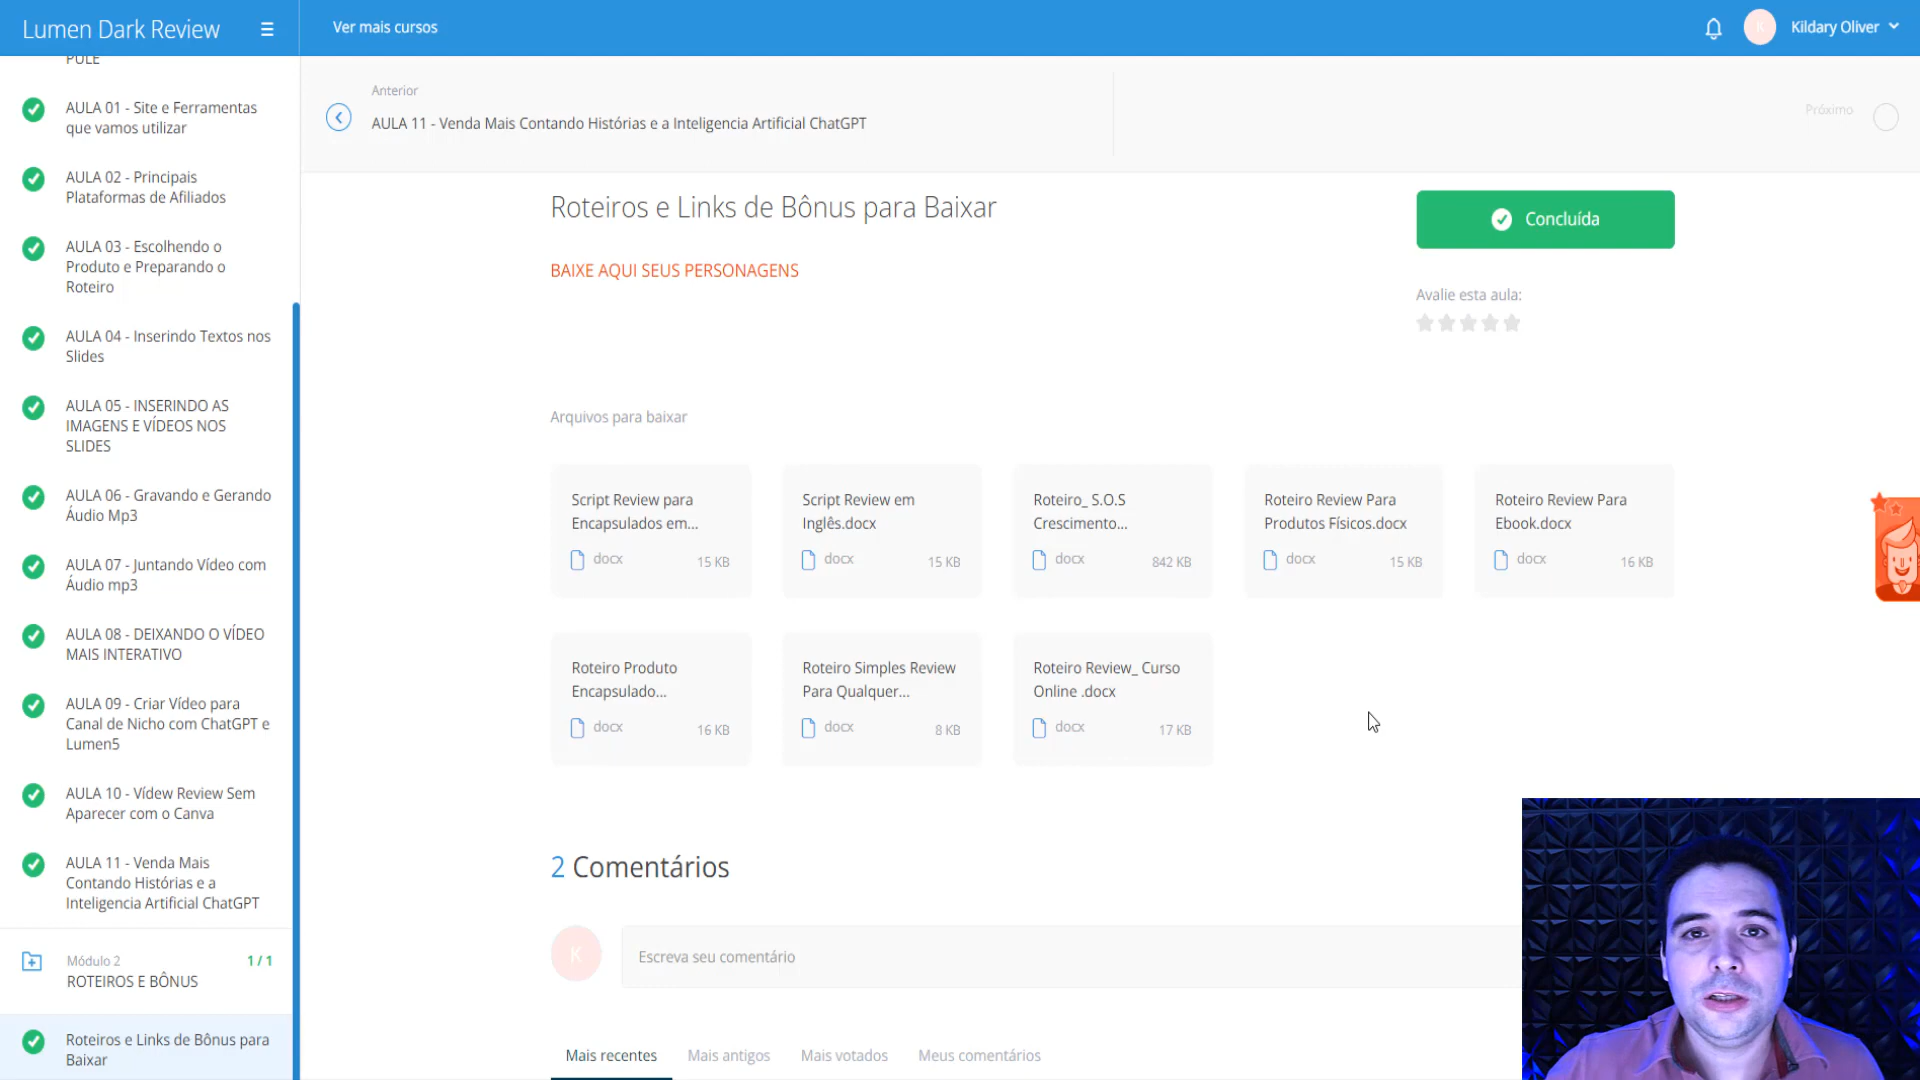 Lumen Dark Review
Ver mais cursos
Kildary Oliver
PULE
AULA 01 - Site e Ferramentas
que vamos utilizar
AULA 02 - Principais
Plataformas de Afiliados
AULA 03 - Escolhendo o
Produto e Preparando o
Roteiro
AULA 04 - Inserindo Textos nos
Slides
AULA 05 - INSERINDO AS
IMAGENS E VÍDEOS NOS
SLIDES
AULA 06 - Gravando e Gerando
Áudio Mp3
AULA 07 - Juntando Vídeo com
Áudio mp3
AULA 08 - DEIXANDO O VÍDEO
MAIS INTERATIVO
AULA 09 - Criar Vídeo para
Canal de Nicho com ChatGPT e
Lumen5
AULA 10 - Vídew Review Sem
Aparecer com o Canva
AULA 11 - Venda Mais
Contando Histórias e a
Inteligencia Artificial ChatGPT
Módulo 2
1 / 1
ROTEIROS E BÔNUS
Roteiros e Links de Bônus para
Baixar
Anterior
AULA 11 - Venda Mais Contando Histórias e a Inteligencia Artificial ChatGPT
Próximo
Roteiros e Links de Bônus para Baixar
Concluída
BAIXE AQUI SEUS PERSONAGENS
Avalie esta aula:
Arquivos para baixar
Script Review para
Encapsulados em...
docx
15 KB
Script Review em
Inglês.docx
docx
15 KB
Roteiro_ S.O.S
Crescimento...
docx
842 KB
Roteiro Review Para
Produtos Físicos.docx
docx
15 KB
Roteiro Review Para
Ebook.docx
docx
16 KB
Roteiro Produto
Encapsulado...
docx
16 KB
Roteiro Simples Review
Para Qualquer...
docx
8 KB
Roteiro Review_ Curso
Online .docx
docx
17 KB
2 Comentários
K
Escreva seu comentário
Mais recentes
Mais antigos
Mais votados
Meus comentários